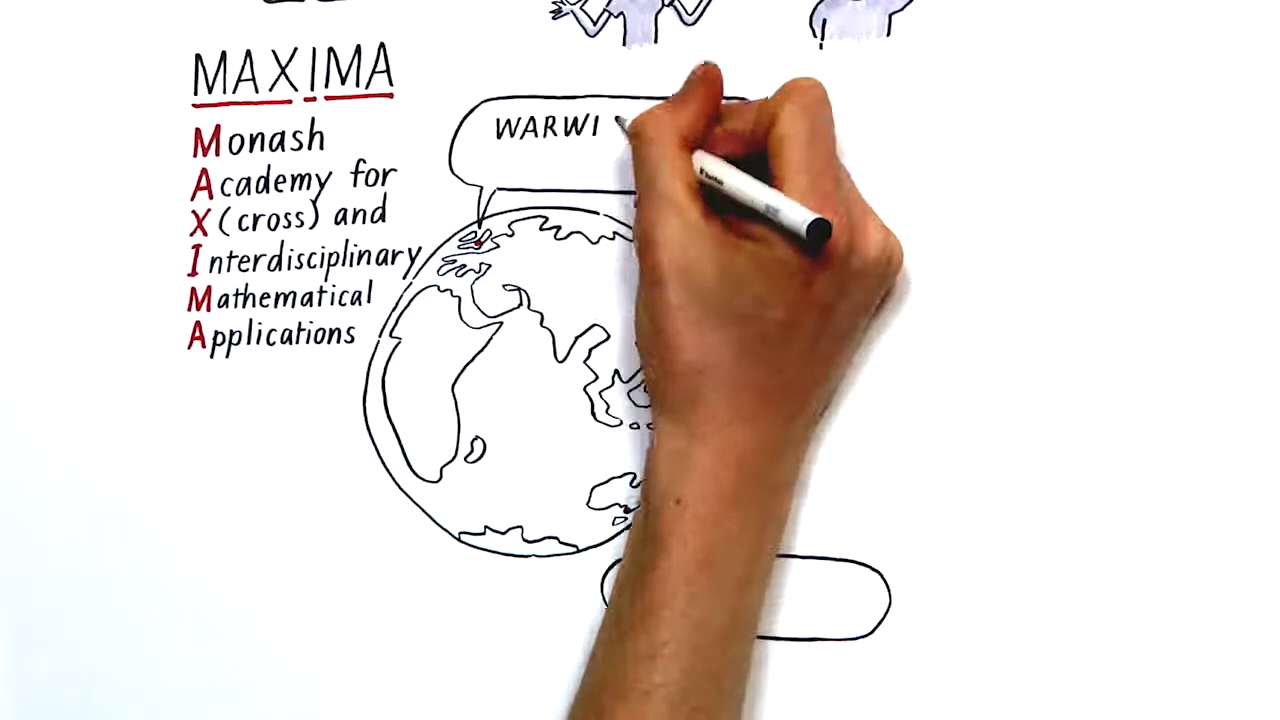 MAXIMA
Monash
Academy for
X (cross) and
Interdisciplinary
Mathematical
Applications
WARWI